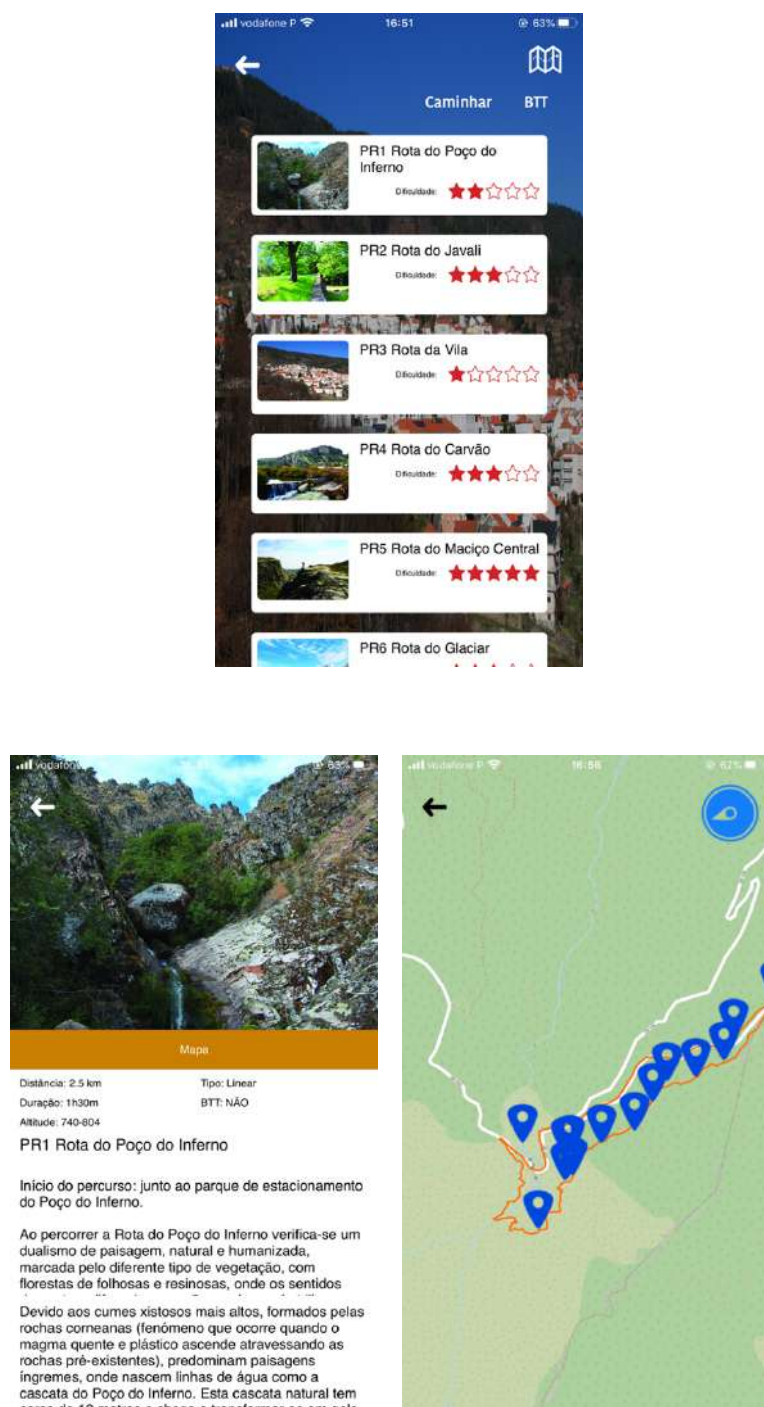 vodafone P 16:51 63%
Caminhar BTT
PR1 Rota do Poço do
Inferno
Dificuldade:
PR2 Rota do Javali
Dificuldade:
PR3 Rota da Vila
Dificuldade:
PR4 Rota do Carvão
Dificuldade:
PR5 Rota do Maciço Central
Dificuldade:
PR6 Rota do Glaciar
vodafone 63%
Mapa
Distância: 2.5 km Tipo: Linear
Duração: 1h30m BTT: NÃO
Altitude: 740-804
PR1 Rota do Poço do Inferno
Início do percurso: junto ao parque de estacionamento
do Poço do Inferno.
Ao percorrer a Rota do Poço do Inferno verifica-se um
dualismo de paisagem, natural e humanizada,
marcada pelo diferente tipo de vegetação, com
florestas de folhosas e resinosas, onde os sentidos
Devido aos cumes xistosos mais altos, formados pelas
rochas corneanas (fenómeno que ocorre quando o
magma quente e plástico ascende atravessando as
rochas pré-existentes), predominam paisagens
íngremes, onde nascem linhas de água como a
cascata do Poço do Inferno. Esta cascata natural tem
vodafone P 16:56 62%